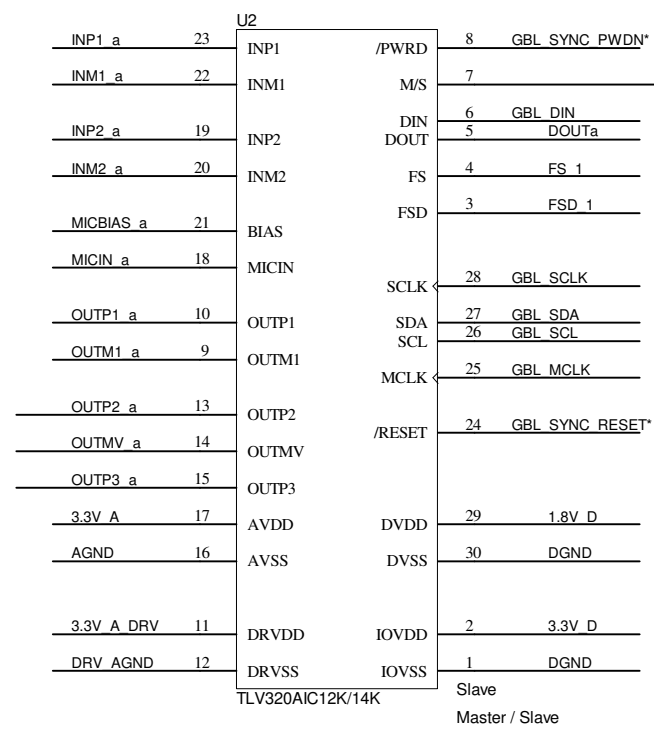 U2
INP1_a 23 INP1 /PWRD 8 GBL_SYNC_PWDN*
INM1_a 22 INM1 M/S 7
DIN 6 GBL_DIN
INP2_a 19 INP2 DOUT 5 DOUTa
INM2_a 20 INM2 FS 4 FS_1
FSD 3 FSD_1
MICBIAS_a 21 BIAS
MICIN_a 18 MICIN
SCLK 28 GBL_SCLK
OUTP1_a 10 OUTP1 SDA 27 GBL_SDA
SCL 26 GBL_SCL
OUTM1_a 9 OUTM1
MCLK 25 GBL_MCLK
OUTP2_a 13 OUTP2
/RESET 24 GBL_SYNC_RESET*
OUTMV_a 14 OUTMV
OUTP3_a 15 OUTP3
3.3V_A 17 AVDD DVDD 29 1.8V_D
AGND 16 AVSS DVSS 30 DGND
3.3V_A_DRV 11 DRVDD IOVDD 2 3.3V_D
DRV_AGND 12 DRVSS IOVSS 1 DGND
TLV320AIC12K/14K
Slave
Master / Slave